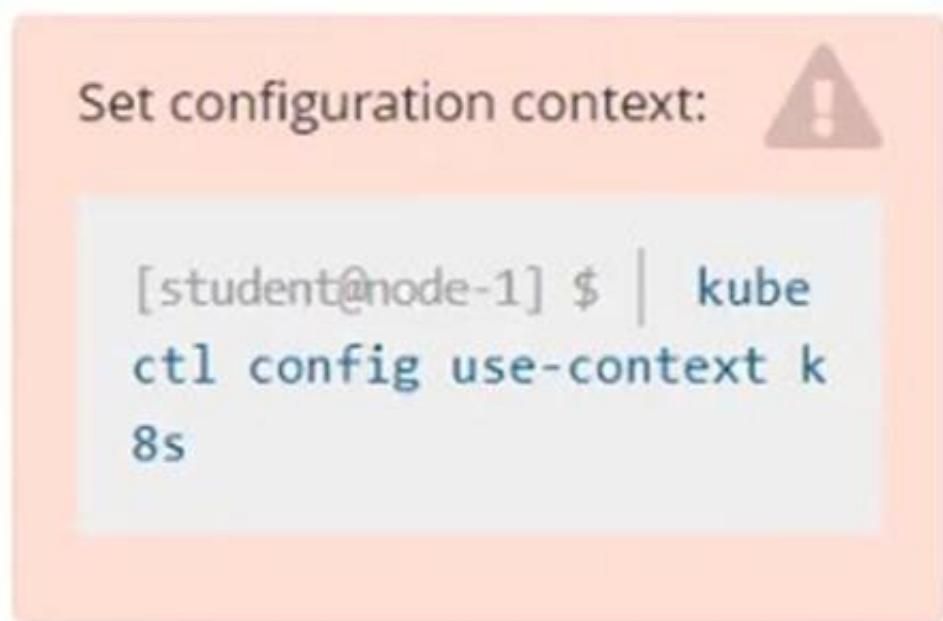 Set configuration context:
[student@node-1] $ | kube
ctl config use-context k
8s